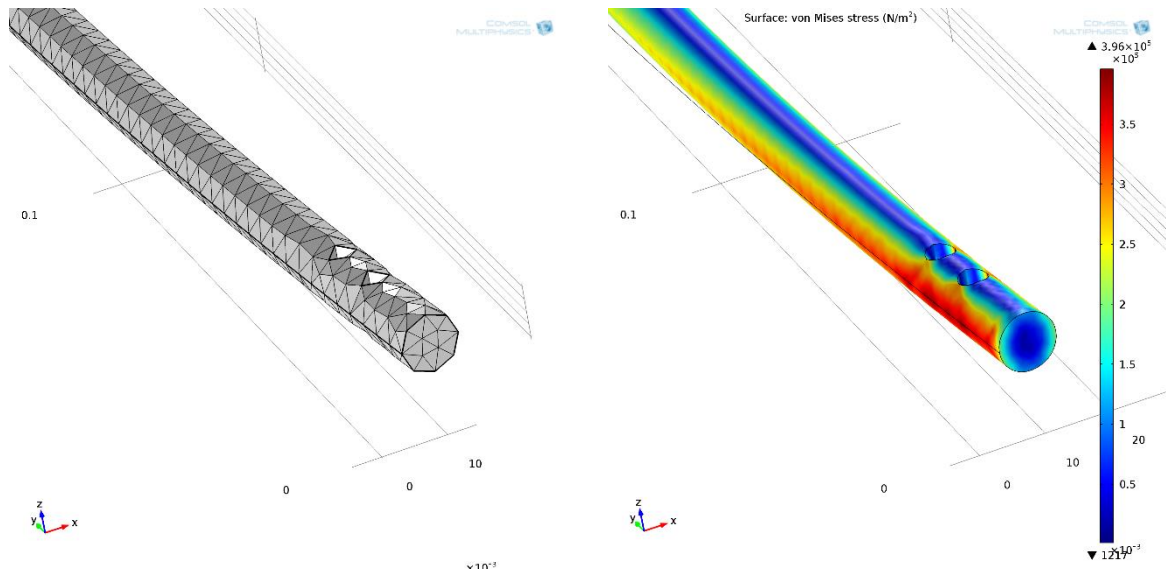 COMSOL
MULTIPHYSICS
0.1
10
0
0
z
y
x
×10⁻³
Surface: von Mises stress (N/m²)
COMSOL
MULTIPHYSICS
▲ 3.96×10⁵
×10⁵
3.5
3
2.5
2
1.5
1
0.5
▼ 1217
×10⁻³
0.1
20
10
0
0
z
y
x